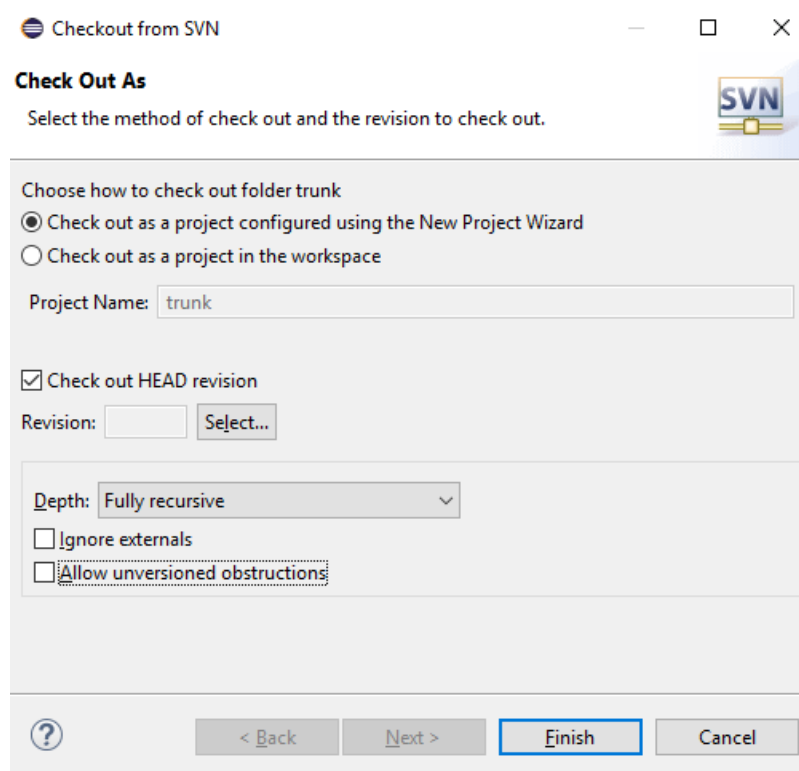 Checkout from SVN
Check Out As
Select the method of check out and the revision to check out.
SVN
Choose how to check out folder trunk
Check out as a project configured using the New Project Wizard
Check out as a project in the workspace
Project Name: trunk
Check out HEAD revision
Revision: Select...
Depth: Fully recursive
Ignore externals
Allow unversioned obstructions
? < Back Next > Finish Cancel